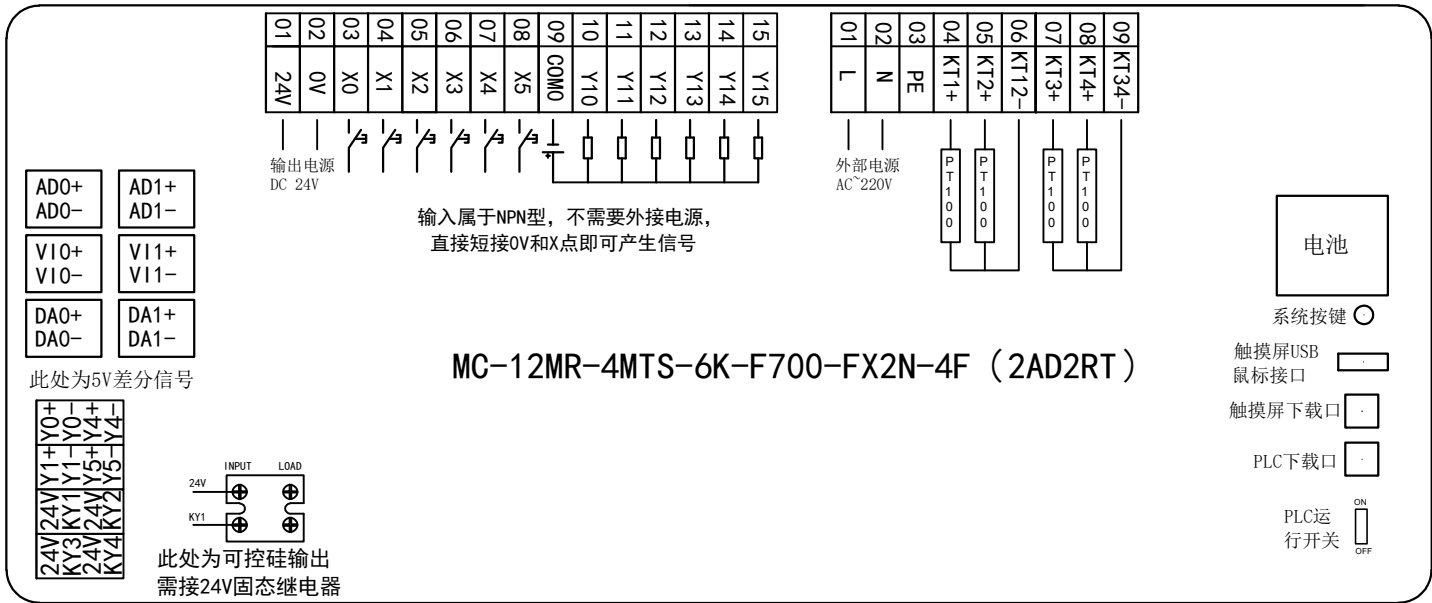 01 02 03 04 05 06 07 08 09 10 11 12 13 14 15
24V 0V X0 X1 X2 X3 X4 X5 COM0 Y10 Y11 Y12 Y13 Y14 Y15
01 02 03 04 05 06 07 08 09
L N PE KT1+ KT2+ KT12- KT3+ KT4+ KT34-
输出电源
DC 24V
外部电源
AC~220V
PT100 PT100 PT100 PT100
输入属于NPN型，不需要外接电源，
直接短接0V和X点即可产生信号
AD0+ AD1+
AD0- AD1-
VI0+ VI1+
VI0- VI1-
DA0+ DA1+
DA0- DA1-
此处为5V差分信号
Y0+ Y0- Y4+ Y4-
Y1+ Y1- Y5+ Y5-
24V KY1 24V KY2
24V KY3 24V KY4
INPUT LOAD
24V
KY1
此处为可控硅输出
需接24V固态继电器
MC-12MR-4MTS-6K-F700-FX2N-4F（2AD2RT）
电池
系统按键
触摸屏USB
鼠标接口
触摸屏下载口
PLC下载口
PLC运
行开关
ON
OFF